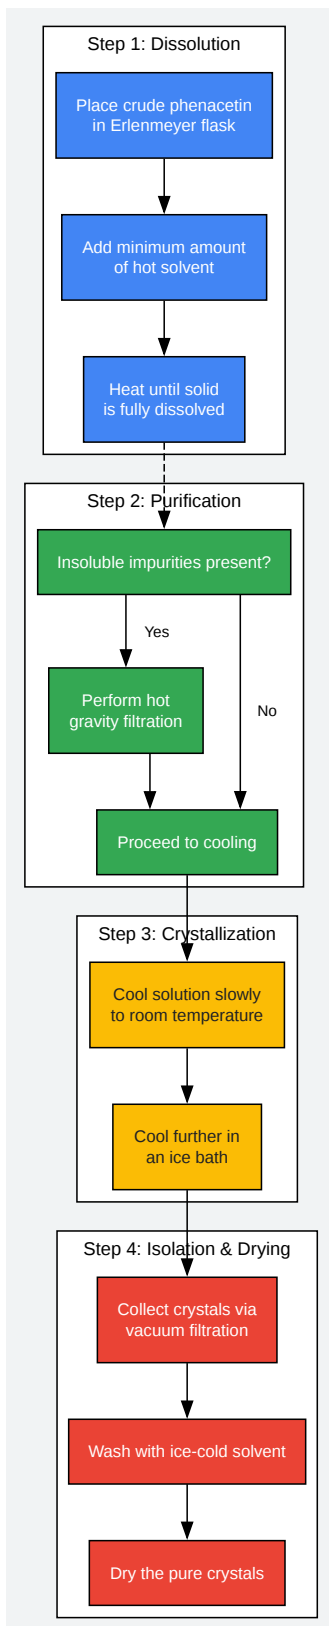 Step 1: Dissolution
Place crude phenacetin
in Erlenmeyer flask
Add minimum amount
of hot solvent
Heat until solid
is fully dissolved
Step 2: Purification
Insoluble impurities present?
Yes
Perform hot
gravity filtration
No
Proceed to cooling
Step 3: Crystallization
Cool solution slowly
to room temperature
Cool further in
an ice bath
Step 4: Isolation & Drying
Collect crystals via
vacuum filtration
Wash with ice-cold solvent
Dry the pure crystals